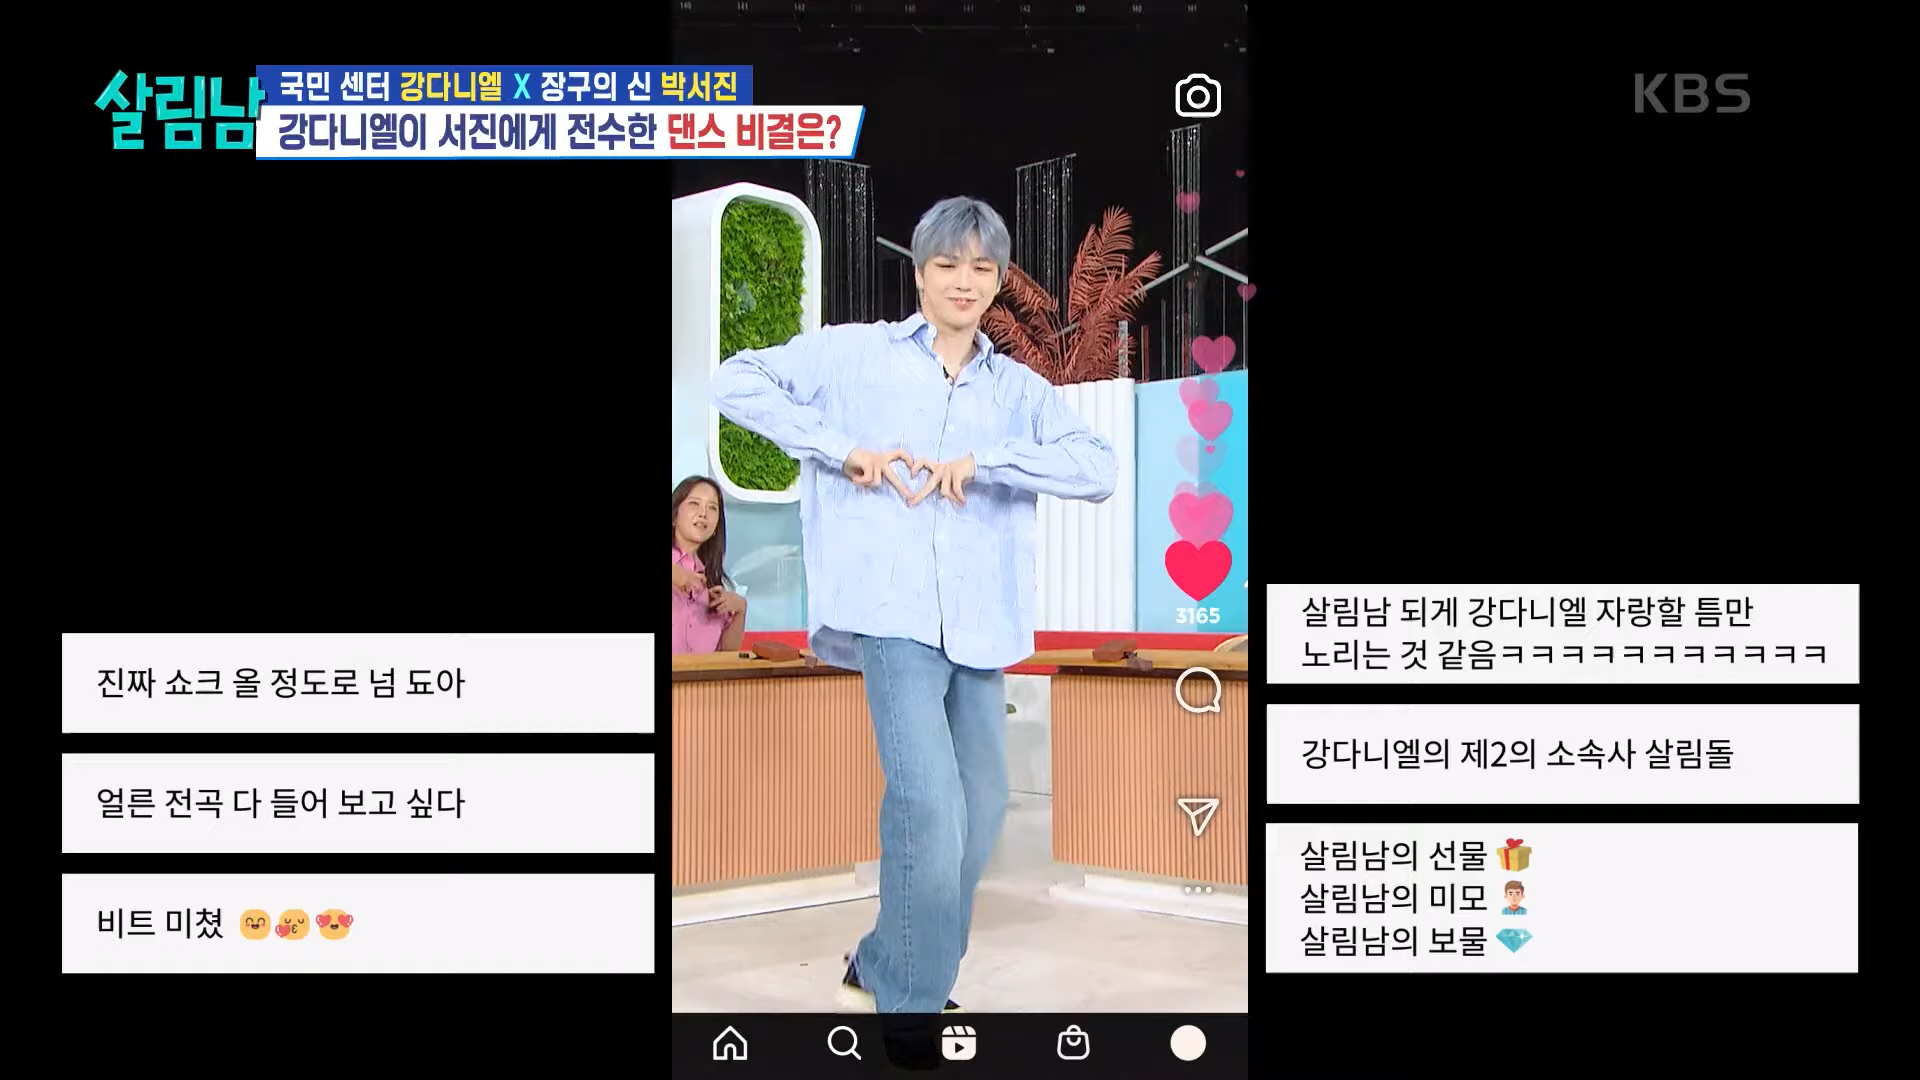 살림남
국민 센터 강다니엘 X 장구의 신 박서진
강다니엘이 서진에게 전수한 댄스 비결은?
KBS
3165
진짜 쇼크 올 정도로 넘 됴아
얼른 전곡 다 들어 보고 싶다
비트 미쳤 😊😚😍
살림남 되게 강다니엘 자랑할 틈만
노리는 것 같음ㅋㅋㅋㅋㅋㅋㅋㅋㅋㅋㅋ
강다니엘의 제2의 소속사 살림돌
살림남의 선물 🎁
살림남의 미모 💆‍♂️
살림남의 보물 💎